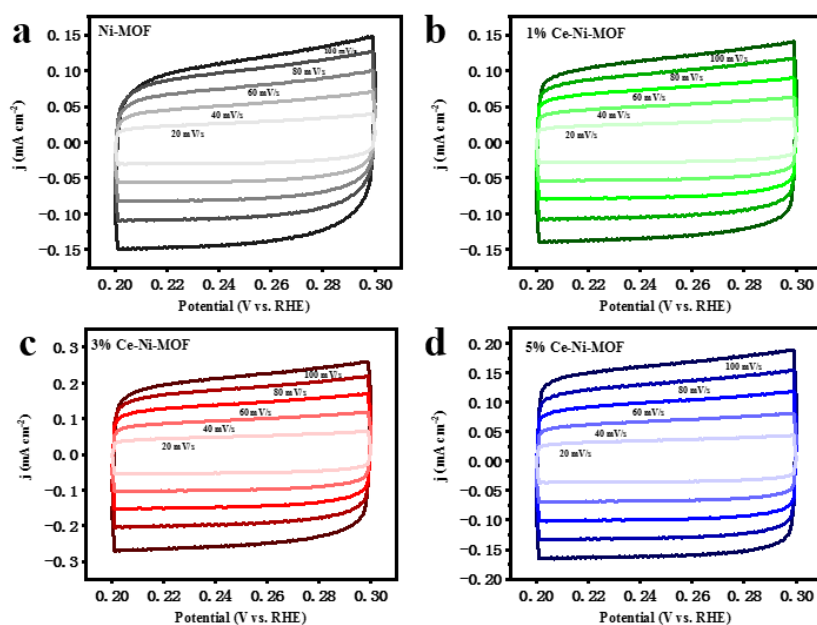 a
Ni-MOF
100 mV/s
80 mV/s
60 mV/s
40 mV/s
20 mV/s
0.15
0.10
0.05
0.00
-0.05
-0.10
-0.15
j (mA cm-2)
0.20 0.22 0.24 0.26 0.28 0.30
Potential (V vs. RHE)
b
1% Ce-Ni-MOF
100 mV/s
80 mV/s
60 mV/s
40 mV/s
20 mV/s
0.15
0.10
0.05
0.00
-0.05
-0.10
-0.15
j (mA cm-2)
0.20 0.22 0.24 0.26 0.28 0.30
Potential (V vs. RHE)
c
3% Ce-Ni-MOF
100 mV/s
80 mV/s
60 mV/s
40 mV/s
20 mV/s
0.3
0.2
0.1
0.0
-0.1
-0.2
-0.3
j (mA cm-2)
0.20 0.22 0.24 0.26 0.28 0.30
Potential (V vs. RHE)
d
5% Ce-Ni-MOF
100 mV/s
80 mV/s
60 mV/s
40 mV/s
20 mV/s
0.20
0.15
0.10
0.05
0.00
-0.05
-0.10
-0.15
-0.20
j (mA cm-2)
0.20 0.22 0.24 0.26 0.28 0.30
Potential (V vs. RHE)